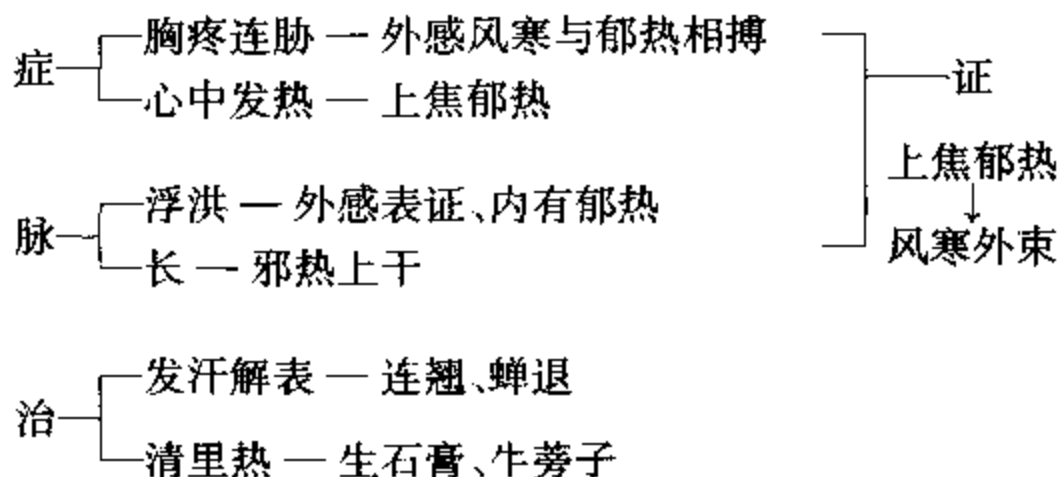 症
胸疼连胁 — 外感风寒与郁热相搏
心中发热 — 上焦郁热
证
上焦郁热
风寒外束
脉
浮洪 — 外感表证、内有郁热
长 — 邪热上干
治
发汗解表 — 连翘、蝉退
清里热 — 生石膏、牛蒡子